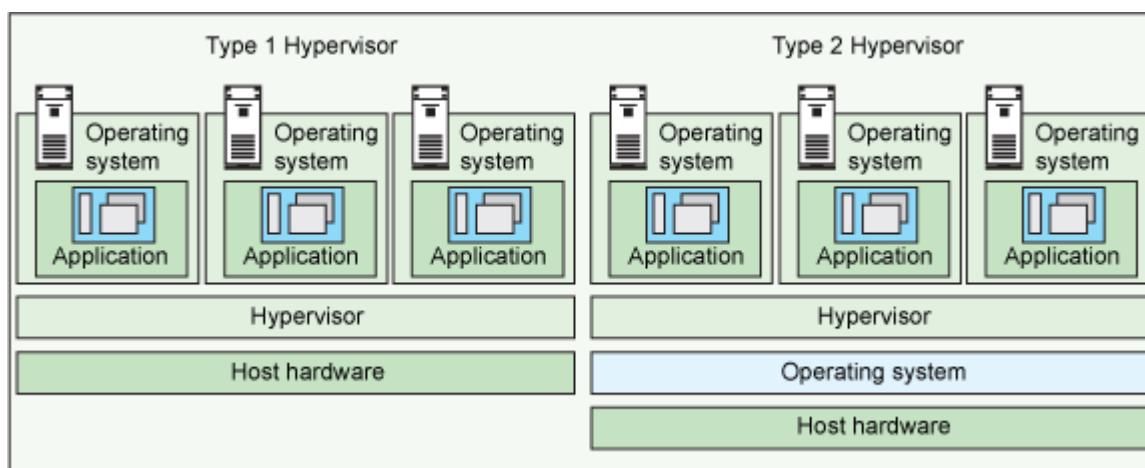 Type 1 Hypervisor
Operating
system
Application
Operating
system
Application
Operating
system
Application
Hypervisor
Host hardware
Type 2 Hypervisor
Operating
system
Application
Operating
system
Application
Operating
system
Application
Hypervisor
Operating system
Host hardware